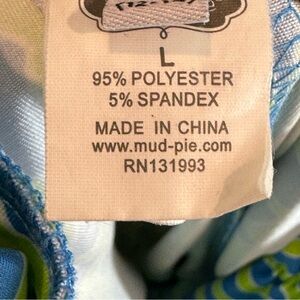 L
95% POLYESTER
5% SPANDEX
MADE IN CHINA
www.mud-pie.com
RN131993